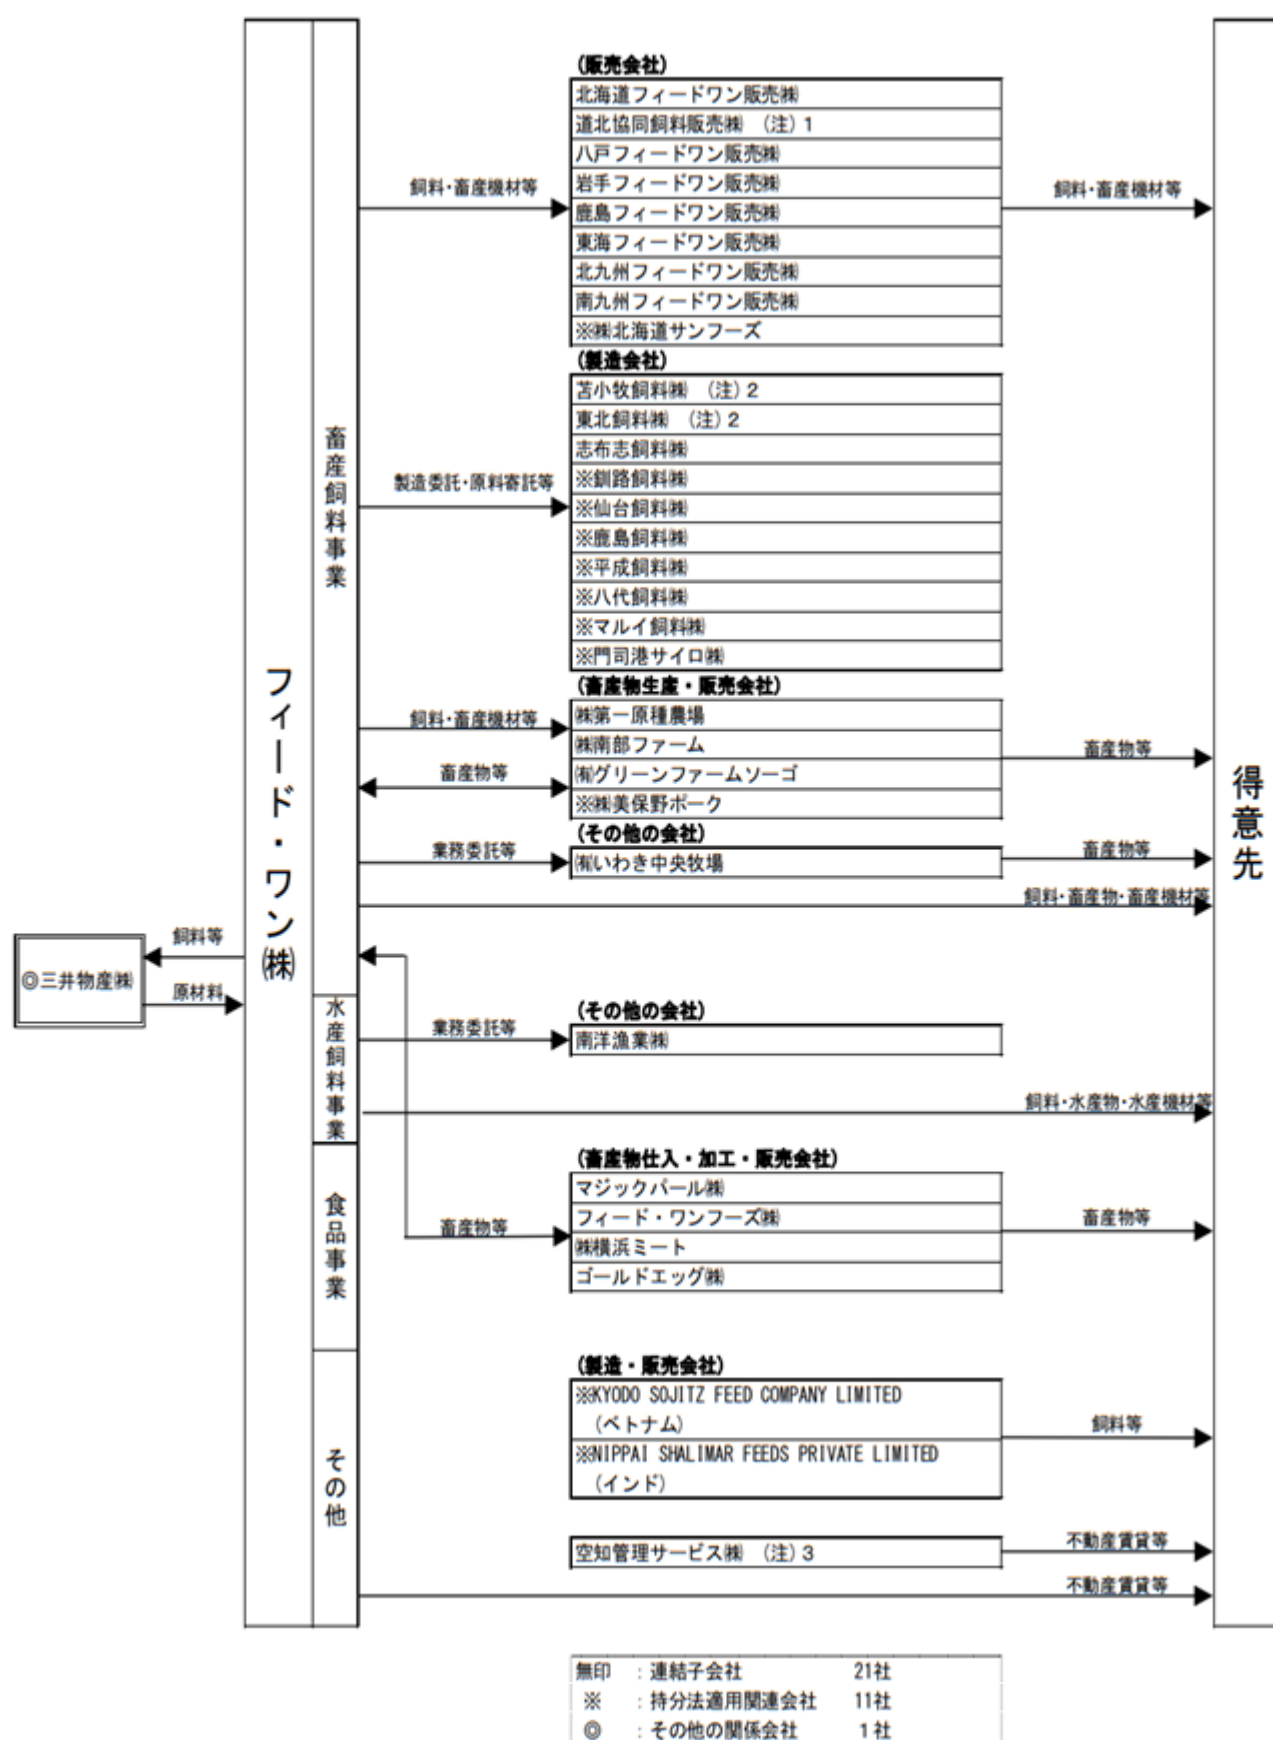 (販売会社)
北海道フィードワン販売㈱
道北協同飼料販売㈱ (注)1
八戸フィードワン販売㈱
岩手フィードワン販売㈱
鹿島フィードワン販売㈱
東海フィードワン販売㈱
北九州フィードワン販売㈱
南九州フィードワン販売㈱
※㈱北海道サンフーズ
飼料・畜産機材等
飼料・畜産機材等
(製造会社)
苫小牧飼料㈱ (注)2
東北飼料㈱ (注)2
志布志飼料㈱
※釧路飼料㈱
※仙台飼料㈱
※鹿島飼料㈱
※平成飼料㈱
※八代飼料㈱
※マルイ飼料㈱
※門司港サイロ㈱
製造委託・原料寄託等
畜産飼料事業
(畜産物生産・販売会社)
㈱第一原種農場
㈱南部ファーム
㈲グリーンファームソーゴ
※㈱美保野ポーク
飼料・畜産機材等
畜産物等
畜産物等
(その他の会社)
㈲いわき中央牧場
業務委託等
畜産物等
飼料・畜産物・畜産機材等
フィード・ワン㈱
得意先
◎三井物産㈱
飼料等
原材料
水産飼料事業
(その他の会社)
南洋漁業㈱
業務委託等
飼料・水産物・水産機材等
食品事業
(畜産物仕入・加工・販売会社)
マジックパール㈱
フィード・ワンフーズ㈱
㈱横浜ミート
ゴールドエッグ㈱
畜産物等
畜産物等
その他
(製造・販売会社)
※KYODO SOJITZ FEED COMPANY LIMITED
(ベトナム)
※NIPPAI SHALIMAR FEEDS PRIVATE LIMITED
(インド)
飼料等
空知管理サービス㈱ (注)3
不動産賃貸等
不動産賃貸等
無印 : 連結子会社 21社
※ : 持分法適用関連会社 11社
◎ : その他の関係会社 1社